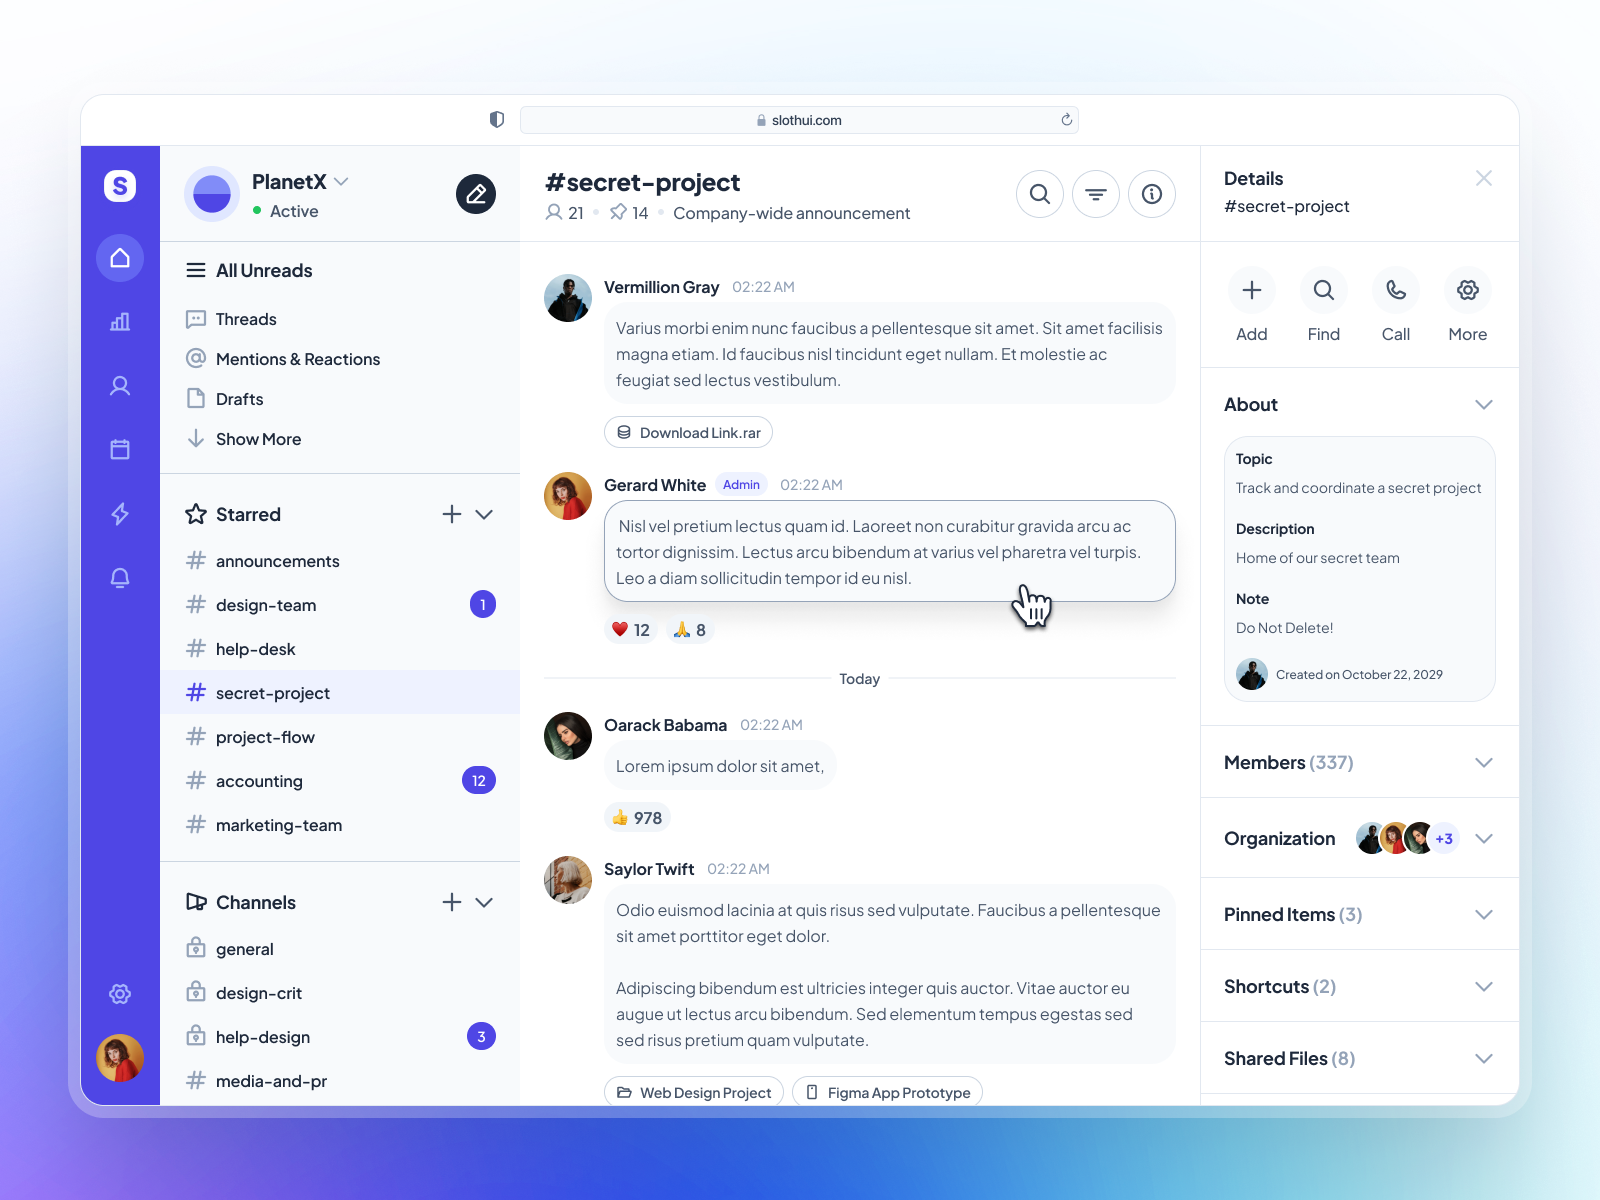 slothui.com
S
PlanetX
Active
All Unreads
Threads
Mentions & Reactions
Drafts
Show More
Starred
announcements
design-team
1
help-desk
secret-project
project-flow
accounting
12
marketing-team
Channels
general
design-crit
help-design
3
media-and-pr
#secret-project
21 14 Company-wide announcement
Vermillion Gray 02:22 AM
Varius morbi enim nunc faucibus a pellentesque sit amet. Sit amet facilisis
magna etiam. Id faucibus nisl tincidunt eget nullam. Et molestie ac
feugiat sed lectus vestibulum.
Download Link.rar
Gerard White Admin 02:22 AM
Nisl vel pretium lectus quam id. Laoreet non curabitur gravida arcu ac
tortor dignissim. Lectus arcu bibendum at varius vel pharetra vel turpis.
Leo a diam sollicitudin tempor id eu nisl.
12 8
Today
Oarack Babama 02:22 AM
Lorem ipsum dolor sit amet,
978
Saylor Twift 02:22 AM
Odio euismod lacinia at quis risus sed vulputate. Faucibus a pellentesque
sit amet porttitor eget dolor.
Adipiscing bibendum est ultricies integer quis auctor. Vitae auctor eu
augue ut lectus arcu bibendum. Sed elementum tempus egestas sed
sed risus pretium quam vulputate.
Web Design Project
Figma App Prototype
Details
#secret-project
Add Find Call More
About
Topic
Track and coordinate a secret project
Description
Home of our secret team
Note
Do Not Delete!
Created on October 22, 2029
Members (337)
Organization +3
Pinned Items (3)
Shortcuts (2)
Shared Files (8)